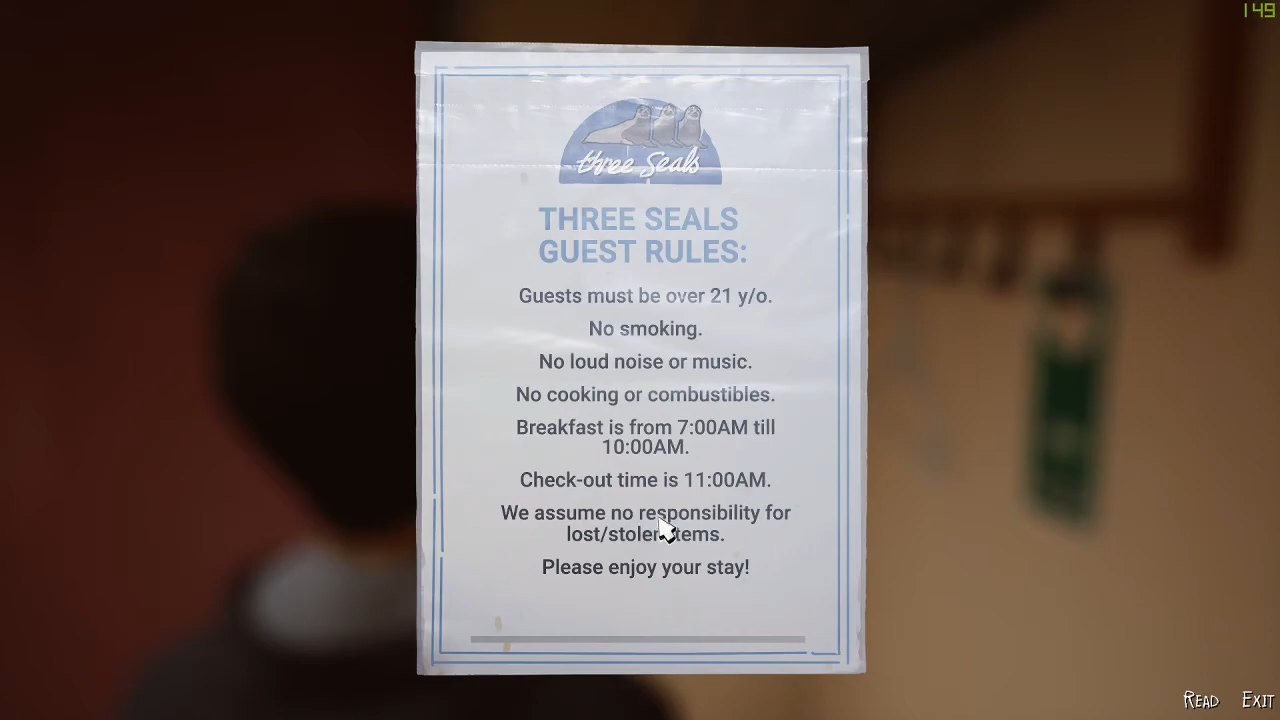 149
three Seals
THREE SEALS
GUEST RULES:
Guests must be over 21 y/o.
No smoking.
No loud noise or music.
No cooking or combustibles.
Breakfast is from 7:00AM till
10:00AM.
Check-out time is 11:00AM.
We assume no responsibility for
lost/stolen items.
Please enjoy your stay!
READ EXIT